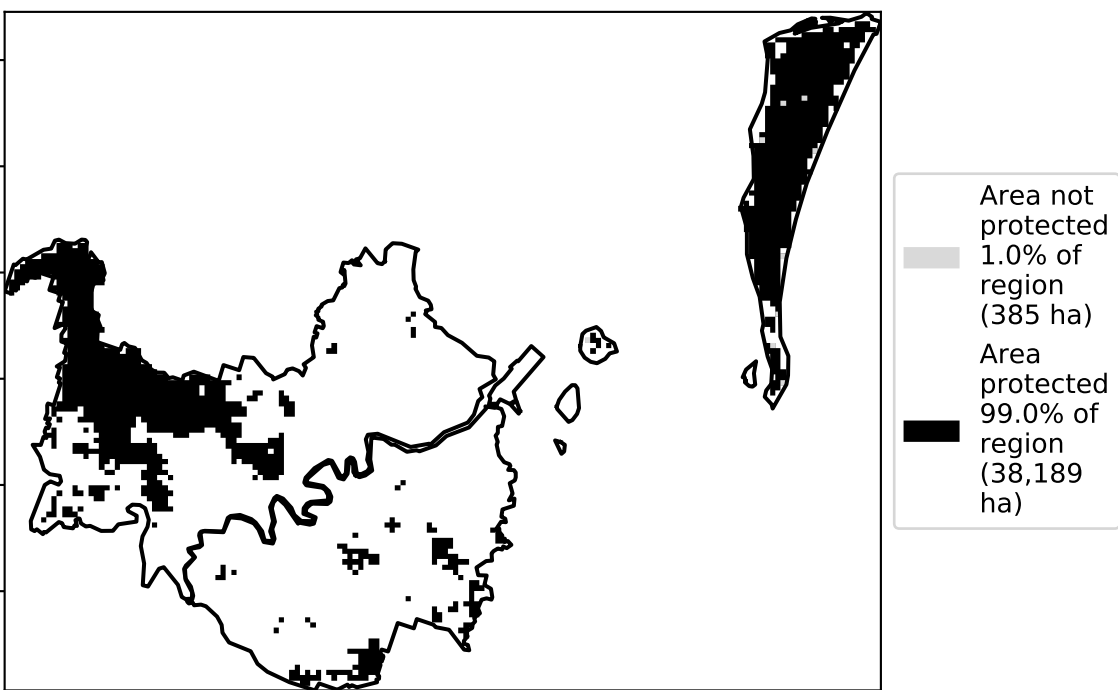 Area not
protected
1.0% of
region
(385 ha)
Area
protected
99.0% of
region
(38,189
ha)